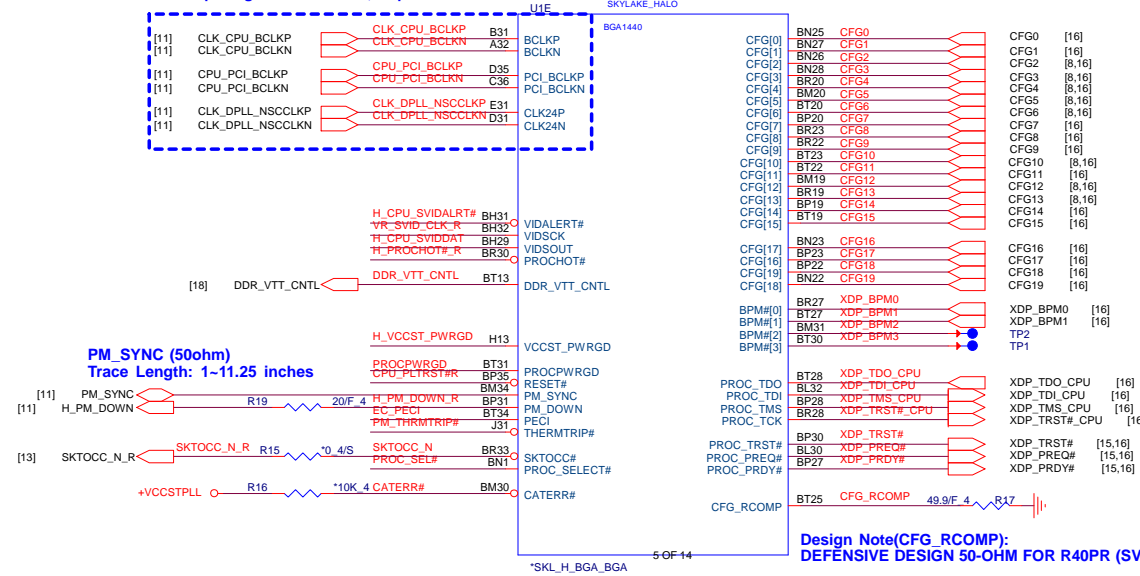 U1E
SKYLAKE_HALO
BGA1440
[11] CLK_CPU_BCLKP CLK_CPU_BCLKP B31 BCLKP
[11] CLK_CPU_BCLKN CLK_CPU_BCLKN A32 BCLKN
[11] CPU_PCI_BCLKP CPU_PCI_BCLKP D35 PCI_BCLKP
[11] CPU_PCI_BCLKN CPU_PCI_BCLKN C36 PCI_BCLKN
[11] CLK_DPLL_NSCCLKP CLK_DPLL_NSCCLKP E31 CLK24P
[11] CLK_DPLL_NSCCLKN CLK_DPLL_NSCCLKN D31 CLK24N
H_CPU_SVIDALRT# BH31 VIDALERT#
VR_SVID_CLK_R BH32 VIDSCK
H_CPU_SVIDDAT BH29 VIDSOUT
H_PROCHOT#_R BR30 PROCHOT#
[18] DDR_VTT_CNTL DDR_VTT_CNTL BT13 DDR_VTT_CNTL
H_VCCST_PWRGD H13 VCCST_PWRGD
PM_SYNC (50ohm)
Trace Length: 1~11.25 inches
PROCPWRGD BT31 PROCPWRGD
CPU_PLTRST#R BP35 RESET#
[11] PM_SYNC BM34 PM_SYNC
[11] H_PM_DOWN R19 20/F_4 H_PM_DOWN_R BP31 PM_DOWN
EC_PECI BT34 PECI
PM_THRMTRIP# J31 THERMTRIP#
[13] SKTOCC_N_R SKTOCC_N_R R15 *0_4/S SKTOCC_N BR33 SKTOCC#
PROC_SEL# BN1 PROC_SELECT#
+VCCSTPLL R16 *10K_4 CATERR# BM30 CATERR#
CFG[0] BN25 CFG0 CFG0 [16]
CFG[1] BN27 CFG1 CFG1 [16]
CFG[2] BN26 CFG2 CFG2 [8,16]
CFG[3] BN28 CFG3 CFG3 [8,16]
CFG[4] BR20 CFG4 CFG4 [8,16]
CFG[5] BM20 CFG5 CFG5 [8,16]
CFG[6] BT20 CFG6 CFG6 [8,16]
CFG[7] BP20 CFG7 CFG7 [16]
CFG[8] BR23 CFG8 CFG8 [16]
CFG[9] BR22 CFG9 CFG9 [16]
CFG[10] BT23 CFG10 CFG10 [8,16]
CFG[11] BT22 CFG11 CFG11 [16]
CFG[12] BM19 CFG12 CFG12 [8,16]
CFG[13] BR19 CFG13 CFG13 [8,16]
CFG[14] BP19 CFG14 CFG14 [16]
CFG[15] BT19 CFG15 CFG15 [16]
CFG[17] BN23 CFG16 CFG16 [16]
CFG[16] BP23 CFG17 CFG17 [16]
CFG[19] BP22 CFG18 CFG18 [16]
CFG[18] BN22 CFG19 CFG19 [16]
BPM#[0] BR27 XDP_BPM0 XDP_BPM0 [16]
BPM#[1] BT27 XDP_BPM1 XDP_BPM1 [16]
BPM#[2] BM31 XDP_BPM2 TP2
BPM#[3] BT30 XDP_BPM3 TP1
PROC_TDO BT28 XDP_TDO_CPU XDP_TDO_CPU [16]
PROC_TDI BL32 XDP_TDI_CPU XDP_TDI_CPU [16]
PROC_TMS BP28 XDP_TMS_CPU XDP_TMS_CPU [16]
PROC_TCK BR28 XDP_TRST#_CPU XDP_TRST#_CPU [16
PROC_TRST# BP30 XDP_TRST# XDP_TRST# [15,16]
PROC_PREQ# BL30 XDP_PREQ# XDP_PREQ# [15,16]
PROC_PRDY# BP27 XDP_PRDY# XDP_PRDY# [15,16]
CFG_RCOMP BT25 CFG_RCOMP 49.9/F_4 R17
Design Note(CFG_RCOMP):
DEFENSIVE DESIGN 50-OHM FOR R40PR (SV
5 OF 14
*SKL_H_BGA_BGA